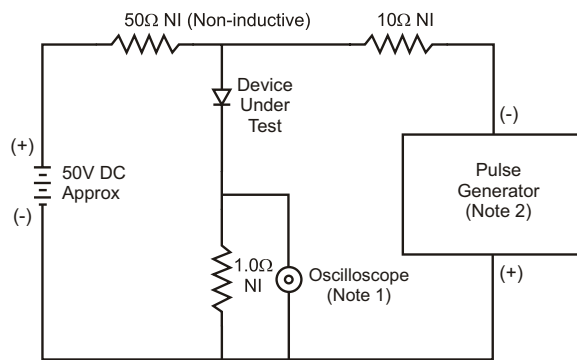 50Ω NI (Non-inductive)
10Ω NI
Device
Under
Test
(-)
(+)
50V DC
Approx
(-)
Pulse
Generator
(Note 2)
1.0Ω
NI
Oscilloscope
(Note 1)
(+)